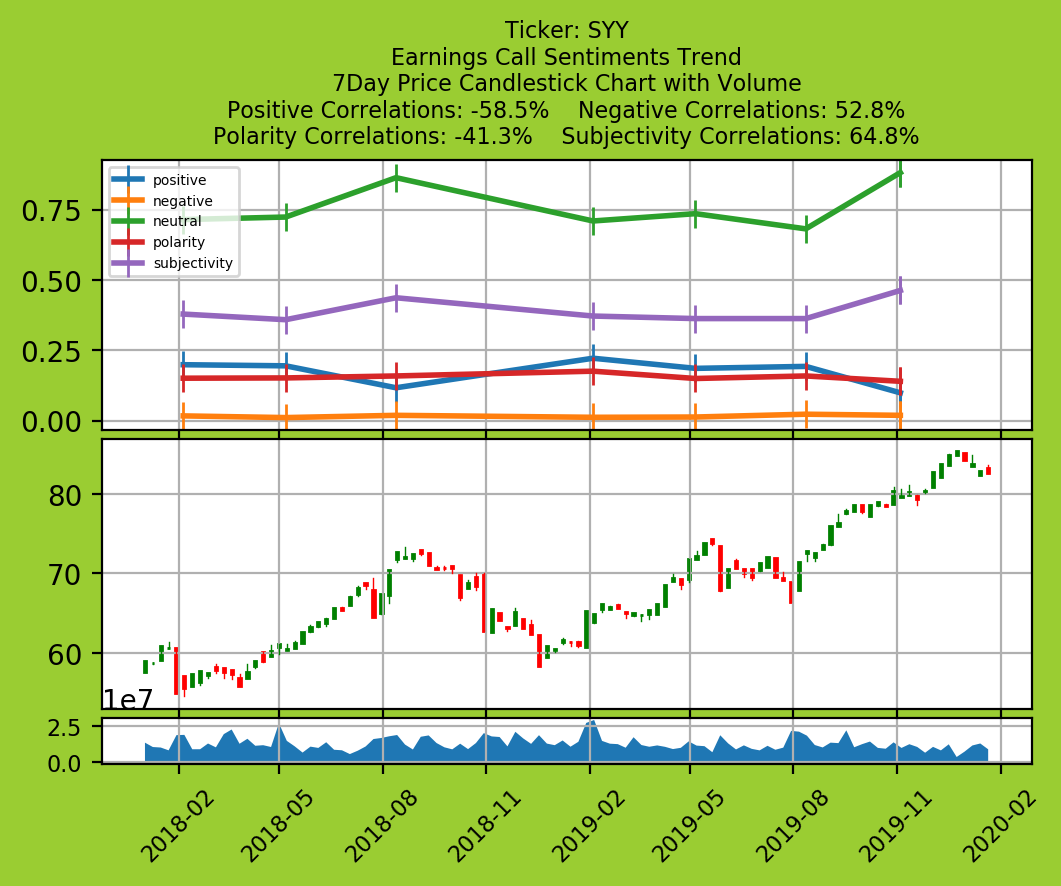 Ticker: SYY
Earnings Call Sentiments Trend
7Day Price Candlestick Chart with Volume
Positive Correlations: -58.5%    Negative Correlations: 52.8%
Polarity Correlations: -41.3%    Subjectivity Correlations: 64.8%
positive
negative
neutral
polarity
subjectivity
0.75
0.50
0.25
0.00
80
70
60
1e7
2.5
0.0
2018-02
2018-05
2018-08
2018-11
2019-02
2019-05
2019-08
2019-11
2020-02